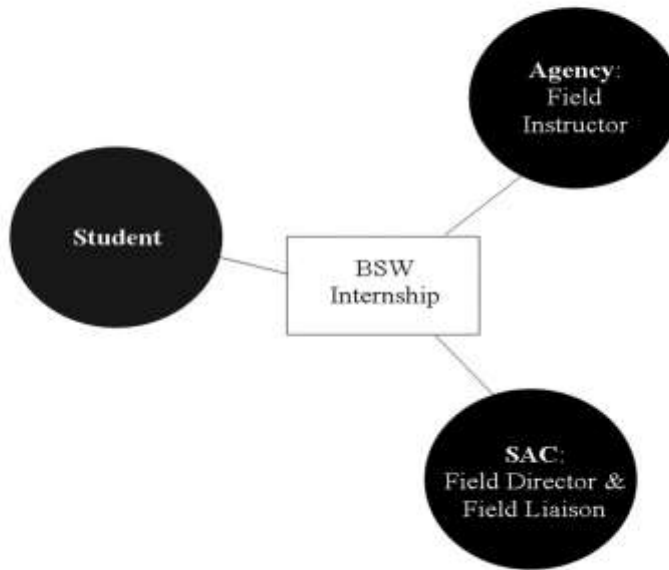 Agency:
Field
Instructor
Student
BSW
Internship
SAC:
Field Director &
Field Liaison